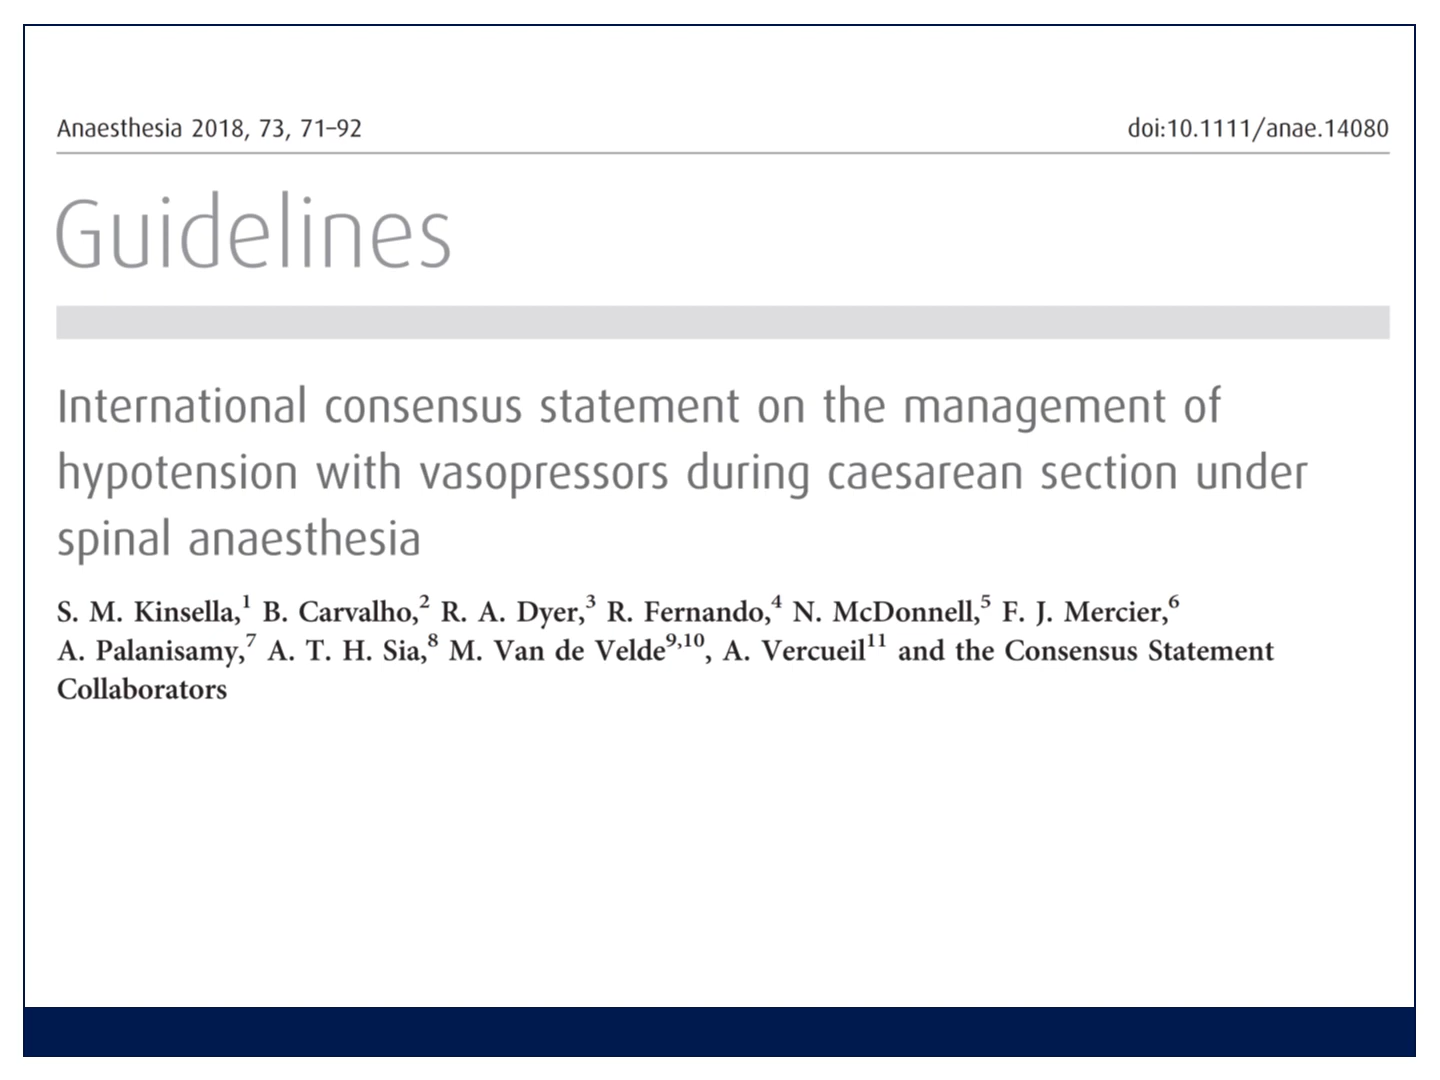 Anaesthesia 2018, 73, 71–92
doi:10.1111/anae.14080
Guidelines
International consensus statement on the management of
hypotension with vasopressors during caesarean section under
spinal anaesthesia
S. M. Kinsella,1 B. Carvalho,2 R. A. Dyer,3 R. Fernando,4 N. McDonnell,5 F. J. Mercier,6
A. Palanisamy,7 A. T. H. Sia,8 M. Van de Velde9,10, A. Vercueil11 and the Consensus Statement
Collaborators